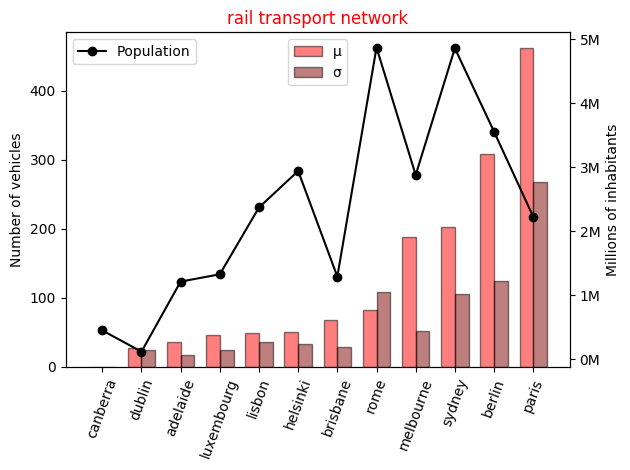 rail transport network
Population
μ
σ
Number of vehicles
400
300
200
100
0
5M
4M
3M
2M
1M
0M
Millions of inhabitants
canberra
dublin
adelaide
luxembourg
lisbon
helsinki
brisbane
rome
melbourne
sydney
berlin
paris